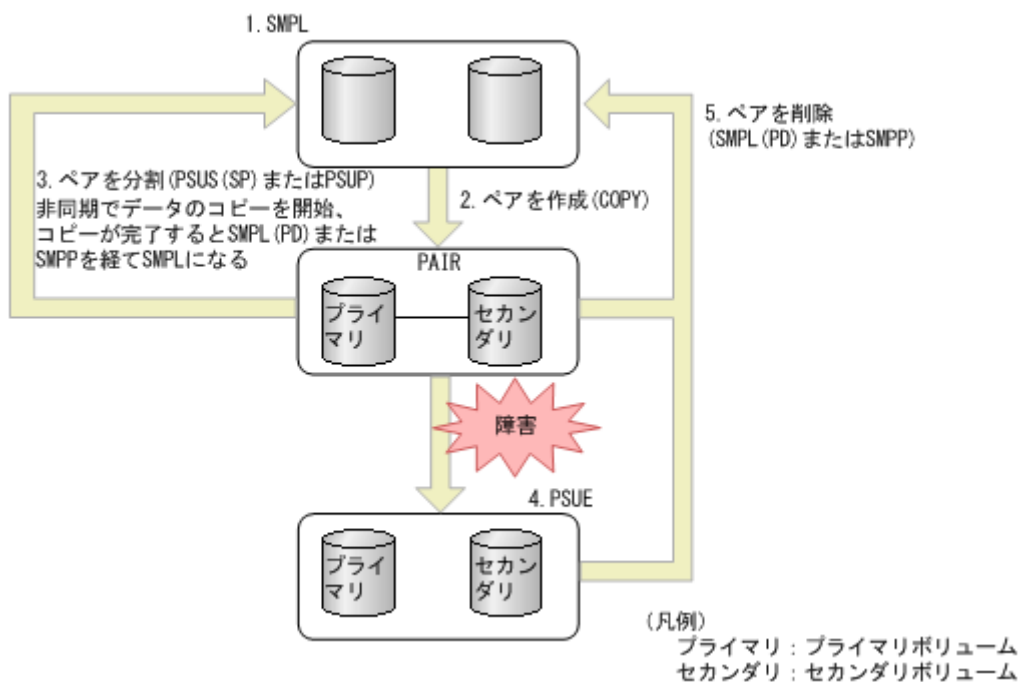 1. SMPL
5. ペアを削除
(SMPL(PD)またはSMPP)
3. ペアを分割(PSUS(SP)またはPSUP)
非同期でデータのコピーを開始、
コピーが完了するとSMPL(PD)または
SMPPを経てSMPLになる
2. ペアを作成(COPY)
PAIR
プライ
マリ
セカン
ダリ
障害
4. PSUE
プライ
マリ
セカン
ダリ
(凡例)
プライマリ：プライマリボリューム
セカンダリ：セカンダリボリューム